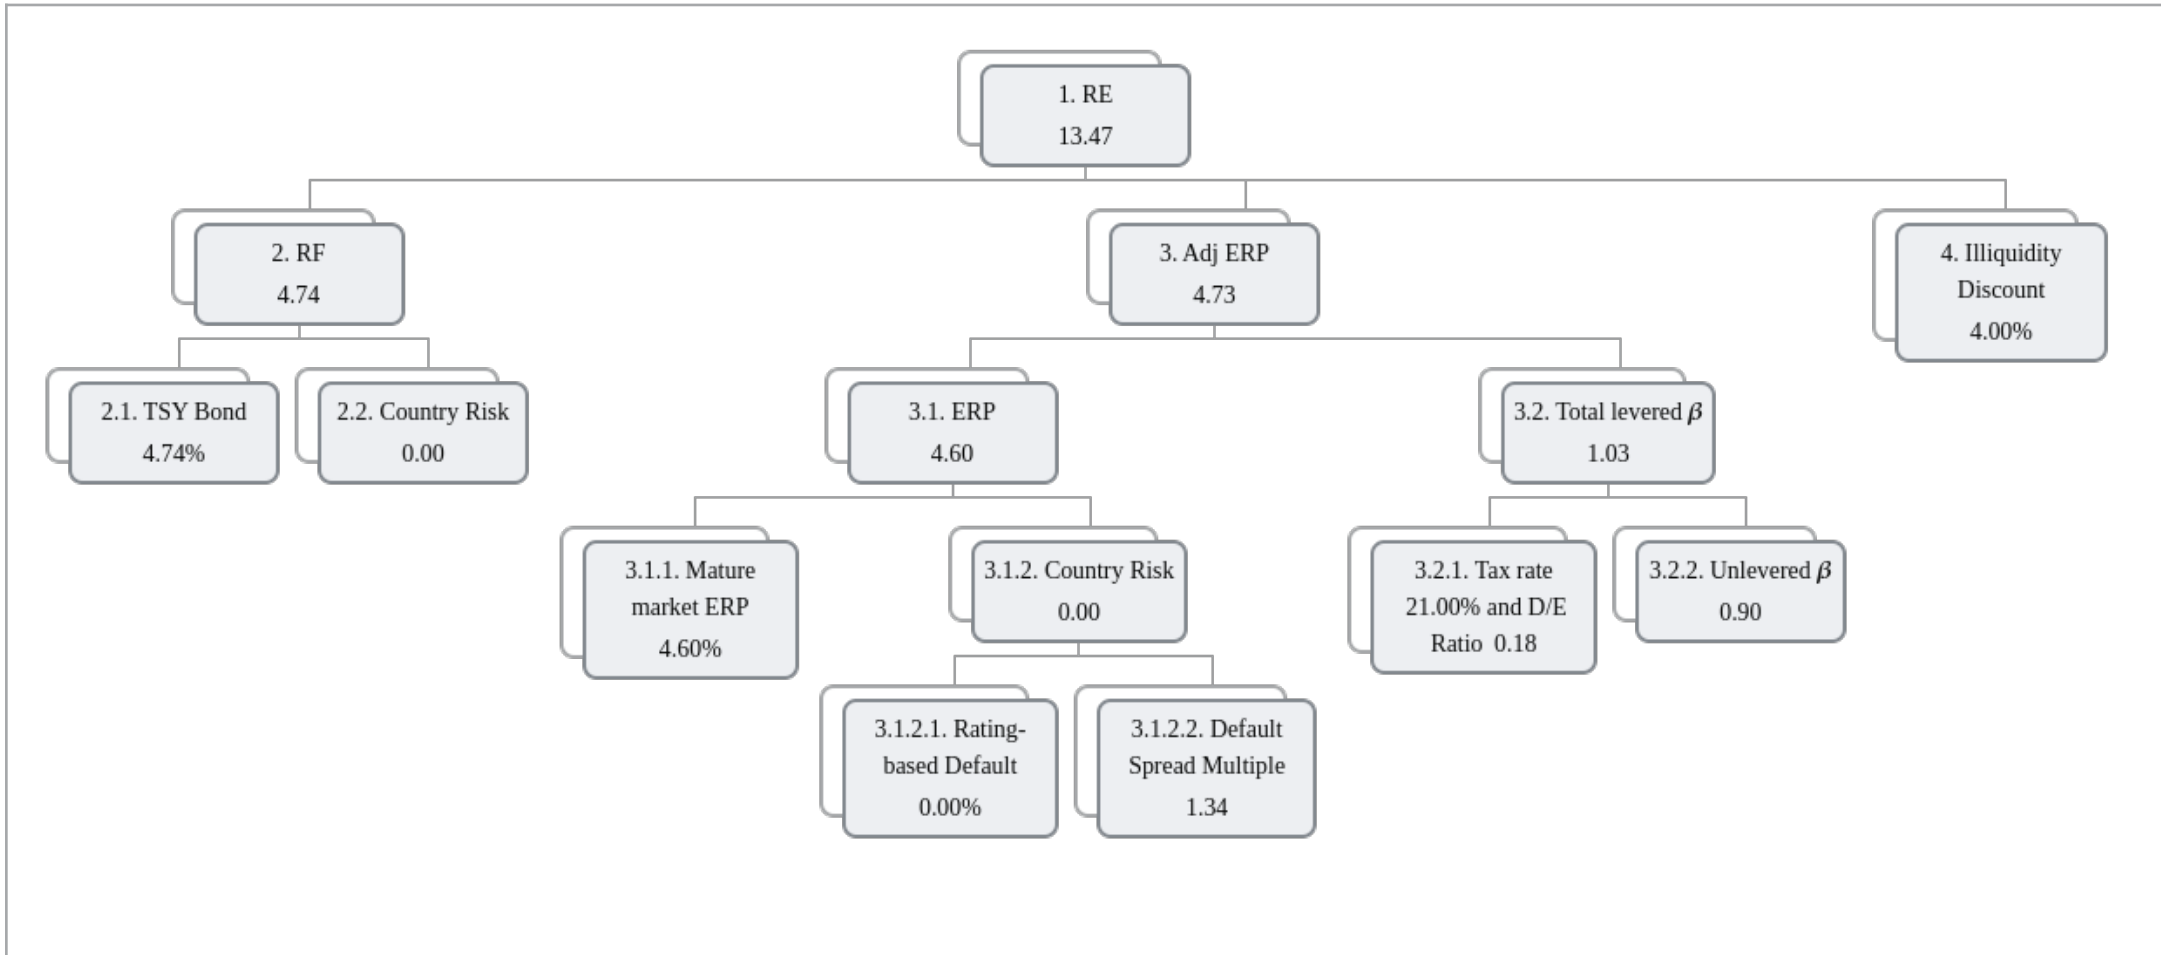 1. RE
13.47
2. RF
4.74
3. Adj ERP
4.73
4. Illiquidity
Discount
4.00%
2.1. TSY Bond
4.74%
2.2. Country Risk
0.00
3.1. ERP
4.60
3.2. Total levered β
1.03
3.1.1. Mature
market ERP
4.60%
3.1.2. Country Risk
0.00
3.2.1. Tax rate
21.00% and D/E
Ratio 0.18
3.2.2. Unlevered β
0.90
3.1.2.1. Rating-
based Default
0.00%
3.1.2.2. Default
Spread Multiple
1.34